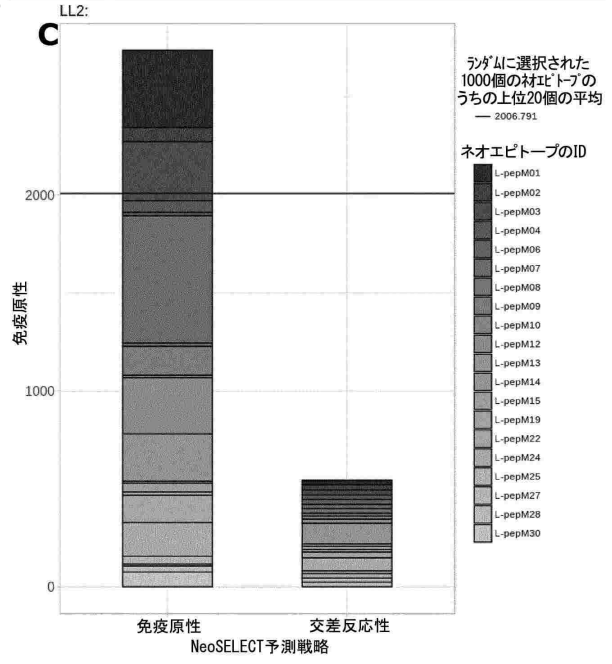 LL2:
C
ランダムに選択された
1000個のネオエピトープの
うちの上位20個の平均
2006.791
ネオエピトープのID
L-pepM01
L-pepM02
L-pepM03
L-pepM04
L-pepM06
L-pepM07
L-pepM08
L-pepM09
L-pepM10
L-pepM12
L-pepM13
L-pepM14
L-pepM15
L-pepM19
L-pepM22
L-pepM24
L-pepM25
L-pepM27
L-pepM28
L-pepM30
免疫原性
2000
1000
0
免疫原性
交差反応性
NeoSELECT予測戦略